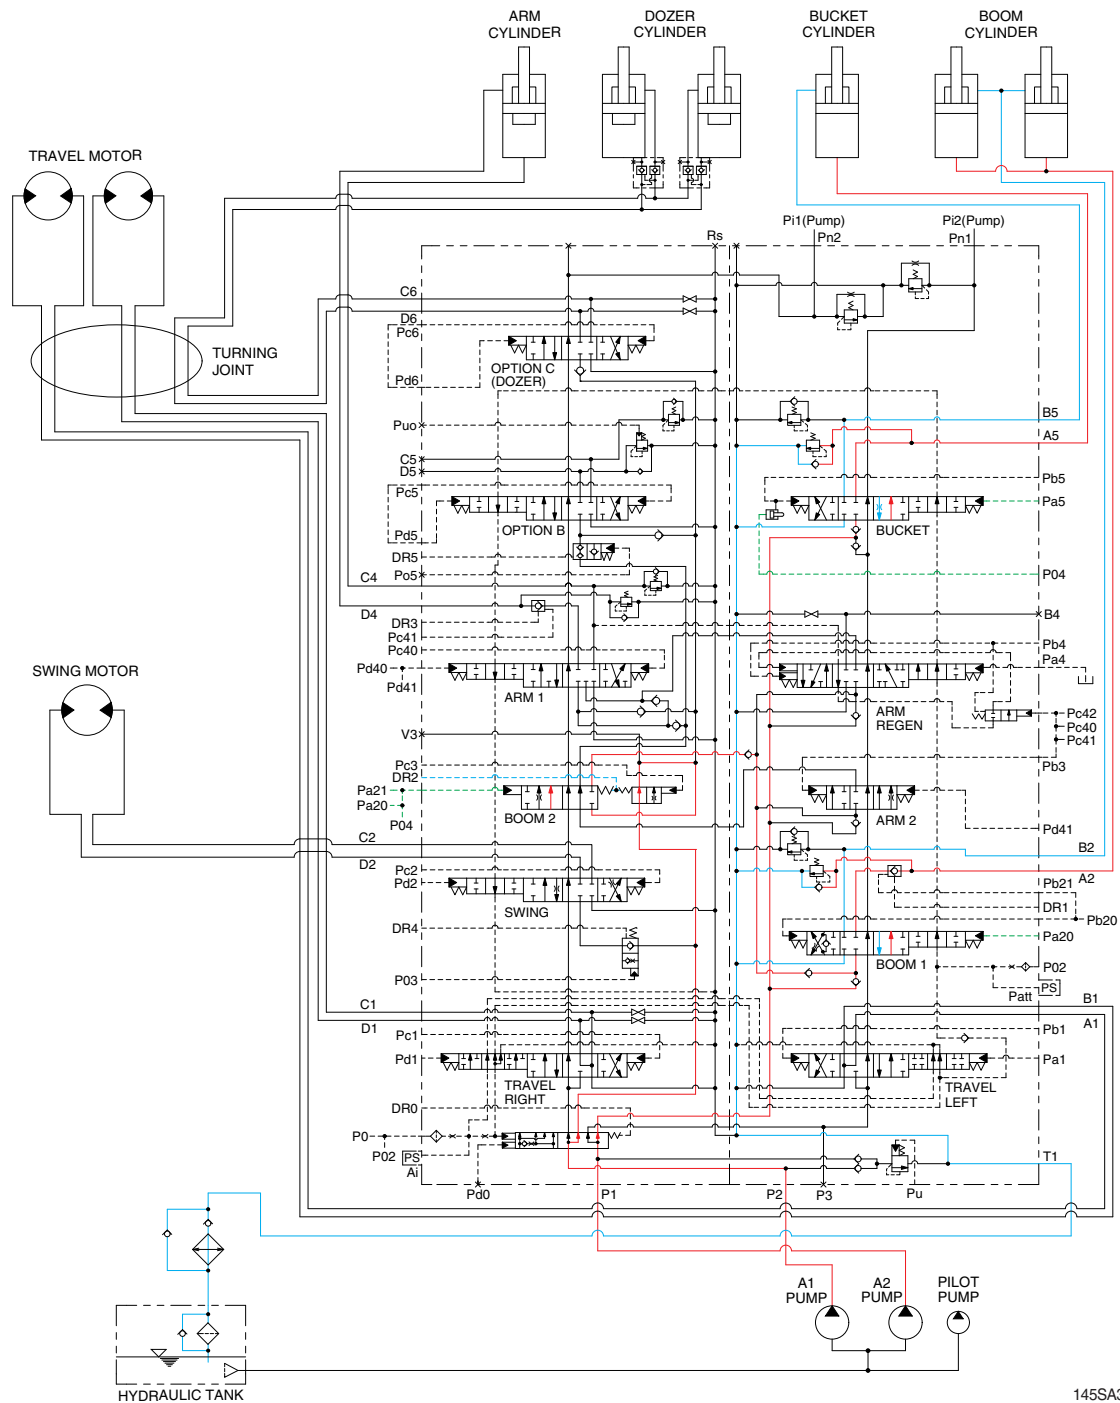 ARM
CYLINDER
DOZER
CYLINDER
BUCKET
CYLINDER
BOOM
CYLINDER
TRAVEL MOTOR
TURNING
JOINT
SWING MOTOR
Rs
Pi1(Pump)
Pn2
Pi2(Pump)
Pn1
C6
D6
Pc6
OPTION C
(DOZER)
Pd6
Puo
C5
D5
Pc5
OPTION B
Pd5
DR5
Po5
C4
D4
DR3
Pc41
Pc40
Pd40
Pd41
ARM 1
V3
Pc3
DR2
Pa21
Pa20
P04
BOOM 2
C2
D2
Pc2
Pd2
SWING
DR4
P03
C1
D1
Pc1
Pd1
TRAVEL
RIGHT
DR0
P0
P02
PS
Ai
Pd0
P1
P2
P3
Pu
B5
A5
Pb5
Pa5
BUCKET
P04
B4
Pb4
Pa4
ARM
REGEN
Pc42
Pc40
Pc41
Pb3
ARM 2
Pd41
B2
A2
Pb21
DR1
Pb20
Pa20
BOOM 1
P02
PS
Patt
B1
A1
Pb1
Pa1
TRAVEL
LEFT
T1
A1
PUMP
A2
PUMP
PILOT
PUMP
HYDRAULIC TANK
145SA3